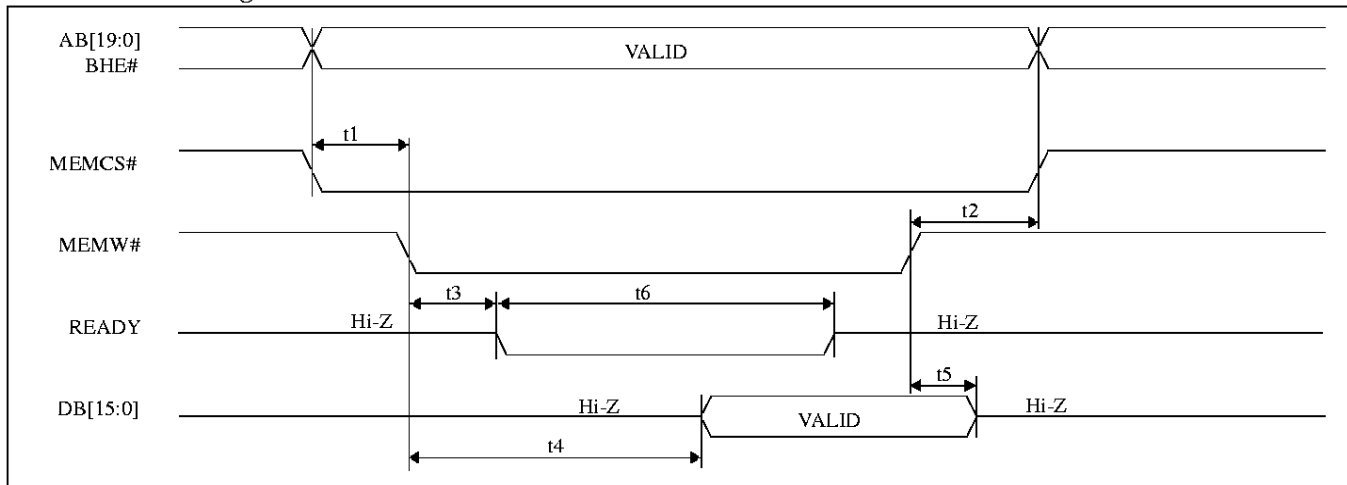 AB[19:0]
BHE#
VALID
t1
MEMCS#
t2
MEMW#
t3
t6
READY
Hi-Z
Hi-Z
t5
DB[15:0]
Hi-Z
VALID
Hi-Z
t4